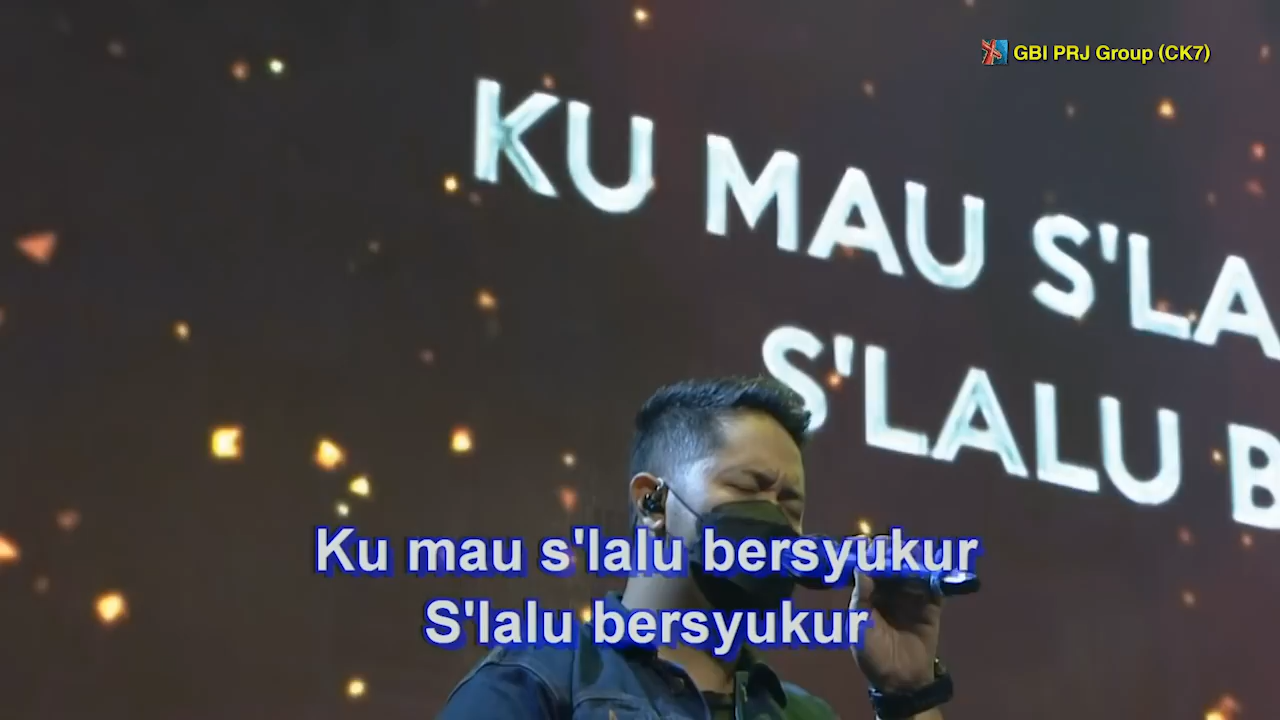 GBI PRJ Group (CK7)
KU MAU S'LA
S'LALU B
Ku mau s'lalu bersyukur
S'lalu bersyukur